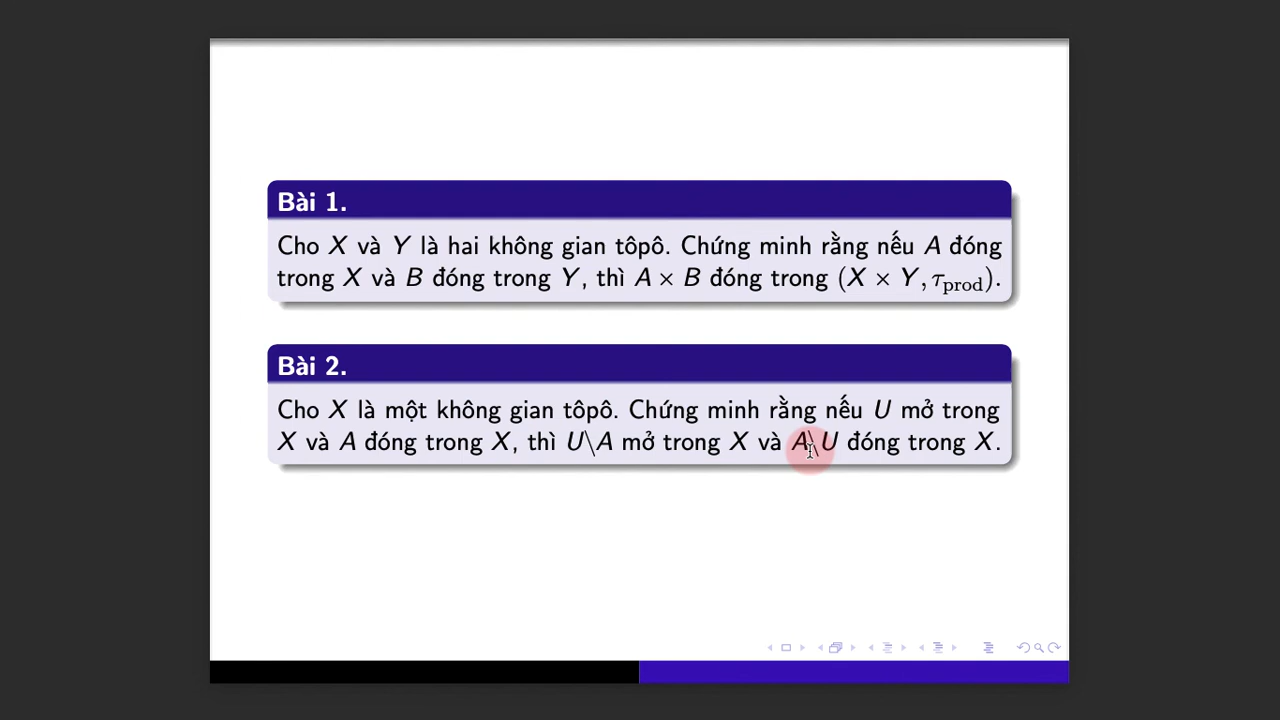 Bài 1.
Cho X và Y là hai không gian tôpô. Chứng minh rằng nếu A đóng
trong X và B đóng trong Y, thì A × B đóng trong (X × Y, τ_prod).
Bài 2.
Cho X là một không gian tôpô. Chứng minh rằng nếu U mở trong
X và A đóng trong X, thì U\A mở trong X và A\U đóng trong X.